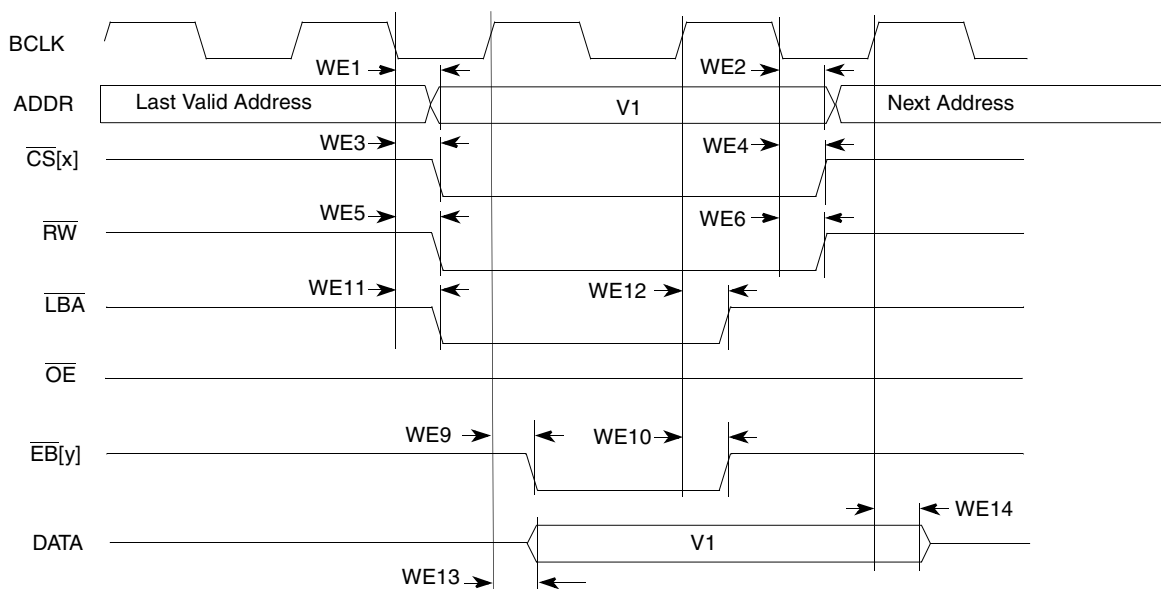 BCLK
WE1
WE2
ADDR
Last Valid Address
V1
Next Address
WE3
WE4
CS[x]
WE5
WE6
RW
WE11
WE12
LBA
OE
WE9
WE10
EB[y]
WE14
DATA
V1
WE13